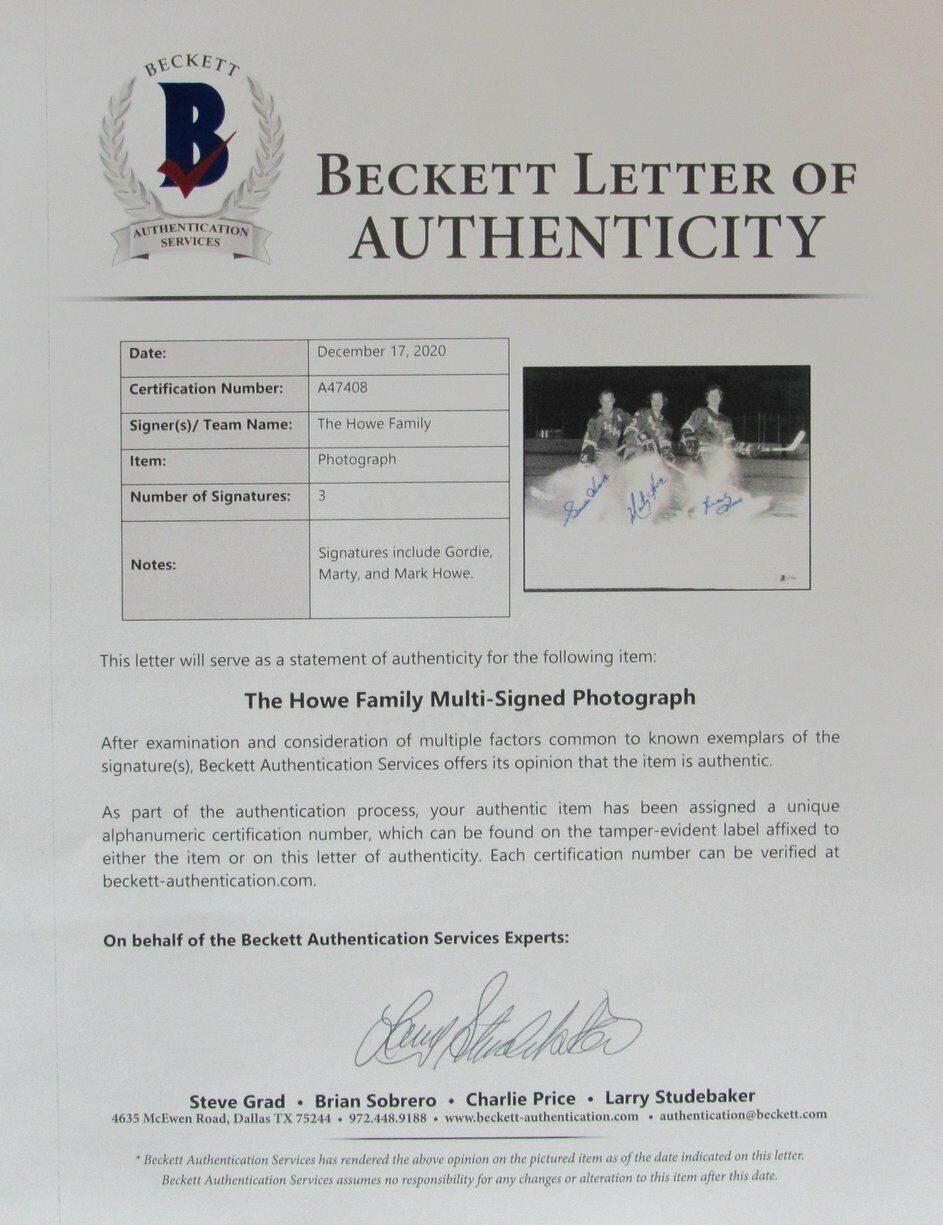 BECKETT
B
AUTHENTICATION
SERVICES
BECKETT LETTER OF
AUTHENTICITY
Date: December 17, 2020
Certification Number: A47408
Signer(s)/ Team Name: The Howe Family
Item: Photograph
Number of Signatures: 3
Notes: Signatures include Gordie,
Marty, and Mark Howe.
Gordie Howe Marty Howe Mark Howe
This letter will serve as a statement of authenticity for the following item:
The Howe Family Multi-Signed Photograph
After examination and consideration of multiple factors common to known exemplars of the
signature(s), Beckett Authentication Services offers its opinion that the item is authentic.
As part of the authentication process, your authentic item has been assigned a unique
alphanumeric certification number, which can be found on the tamper-evident label affixed to
either the item or on this letter of authenticity. Each certification number can be verified at
beckett-authentication.com.
On behalf of the Beckett Authentication Services Experts:
Larry Studebaker
Steve Grad • Brian Sobrero • Charlie Price • Larry Studebaker
4635 McEwen Road, Dallas TX 75244 • 972.448.9188 • www.beckett-authentication.com • authentication@beckett.com
* Beckett Authentication Services has rendered the above opinion on the pictured item as of the date indicated on this letter.
Beckett Authentication Services assumes no responsibility for any changes or alteration to this item after this date.